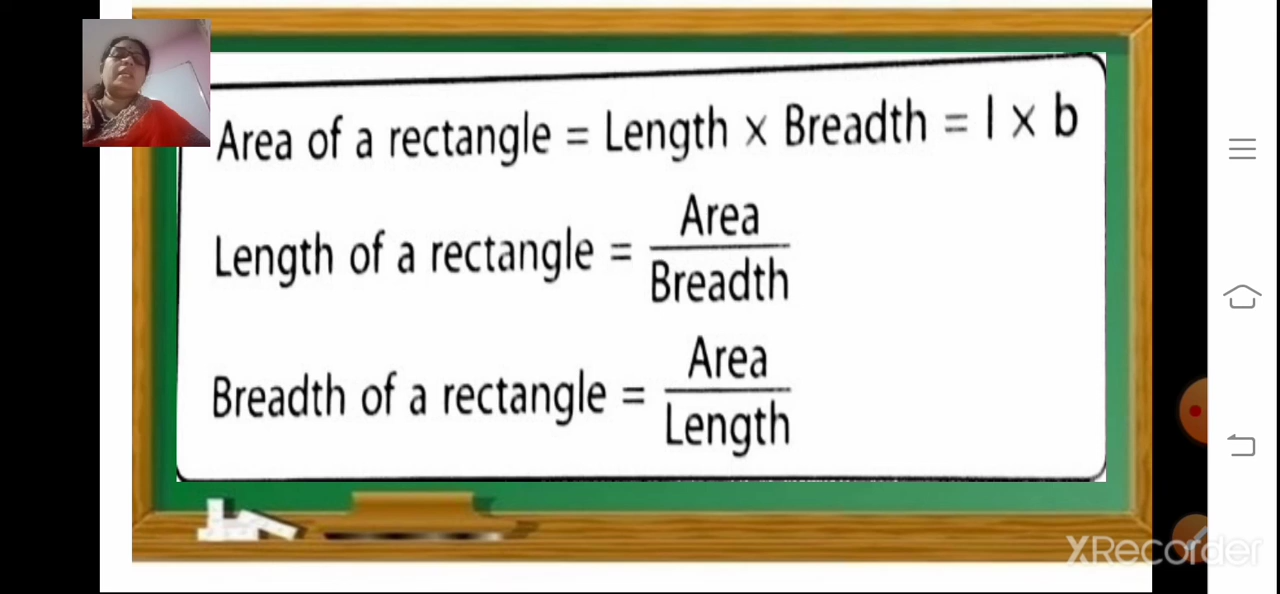 Area of a rectangle = Length × Breadth = l × b
Length of a rectangle = Area / Breadth
Breadth of a rectangle = Area / Length
XRecorder